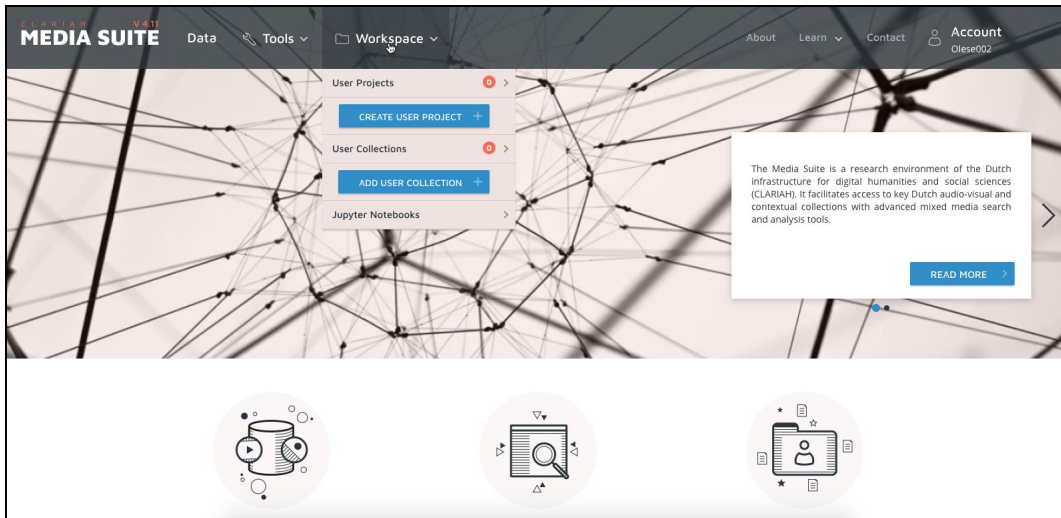 CLARIAH V 4.11
MEDIA SUITE
Data
Tools
Workspace
About
Learn
Contact
Account
Olese002
User Projects 0
CREATE USER PROJECT +
User Collections 0
ADD USER COLLECTION +
Jupyter Notebooks
The Media Suite is a research environment of the Dutch
infrastructure for digital humanities and social sciences
(CLARIAH). It facilitates access to key Dutch audio-visual and
contextual collections with advanced mixed media search
and analysis tools.
READ MORE